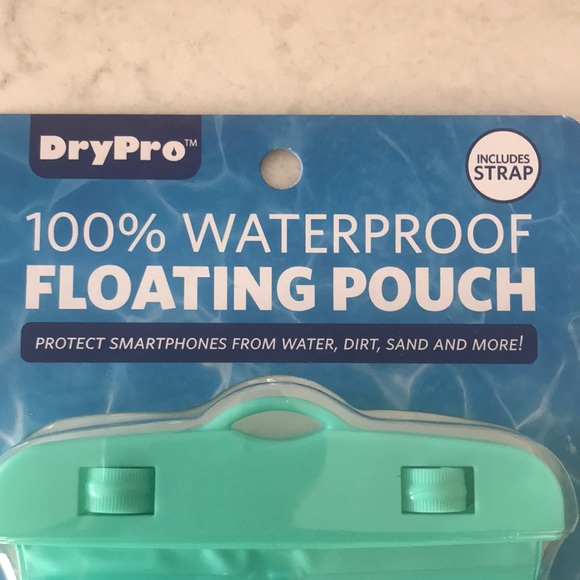 DryPro™
INCLUDES
STRAP
100% WATERPROOF
FLOATING POUCH
PROTECT SMARTPHONES FROM WATER, DIRT, SAND AND MORE!